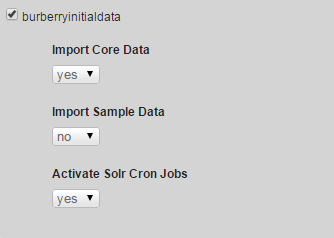 burberryinitialdata
Import Core Data
yes
Import Sample Data
no
Activate Solr Cron Jobs
yes